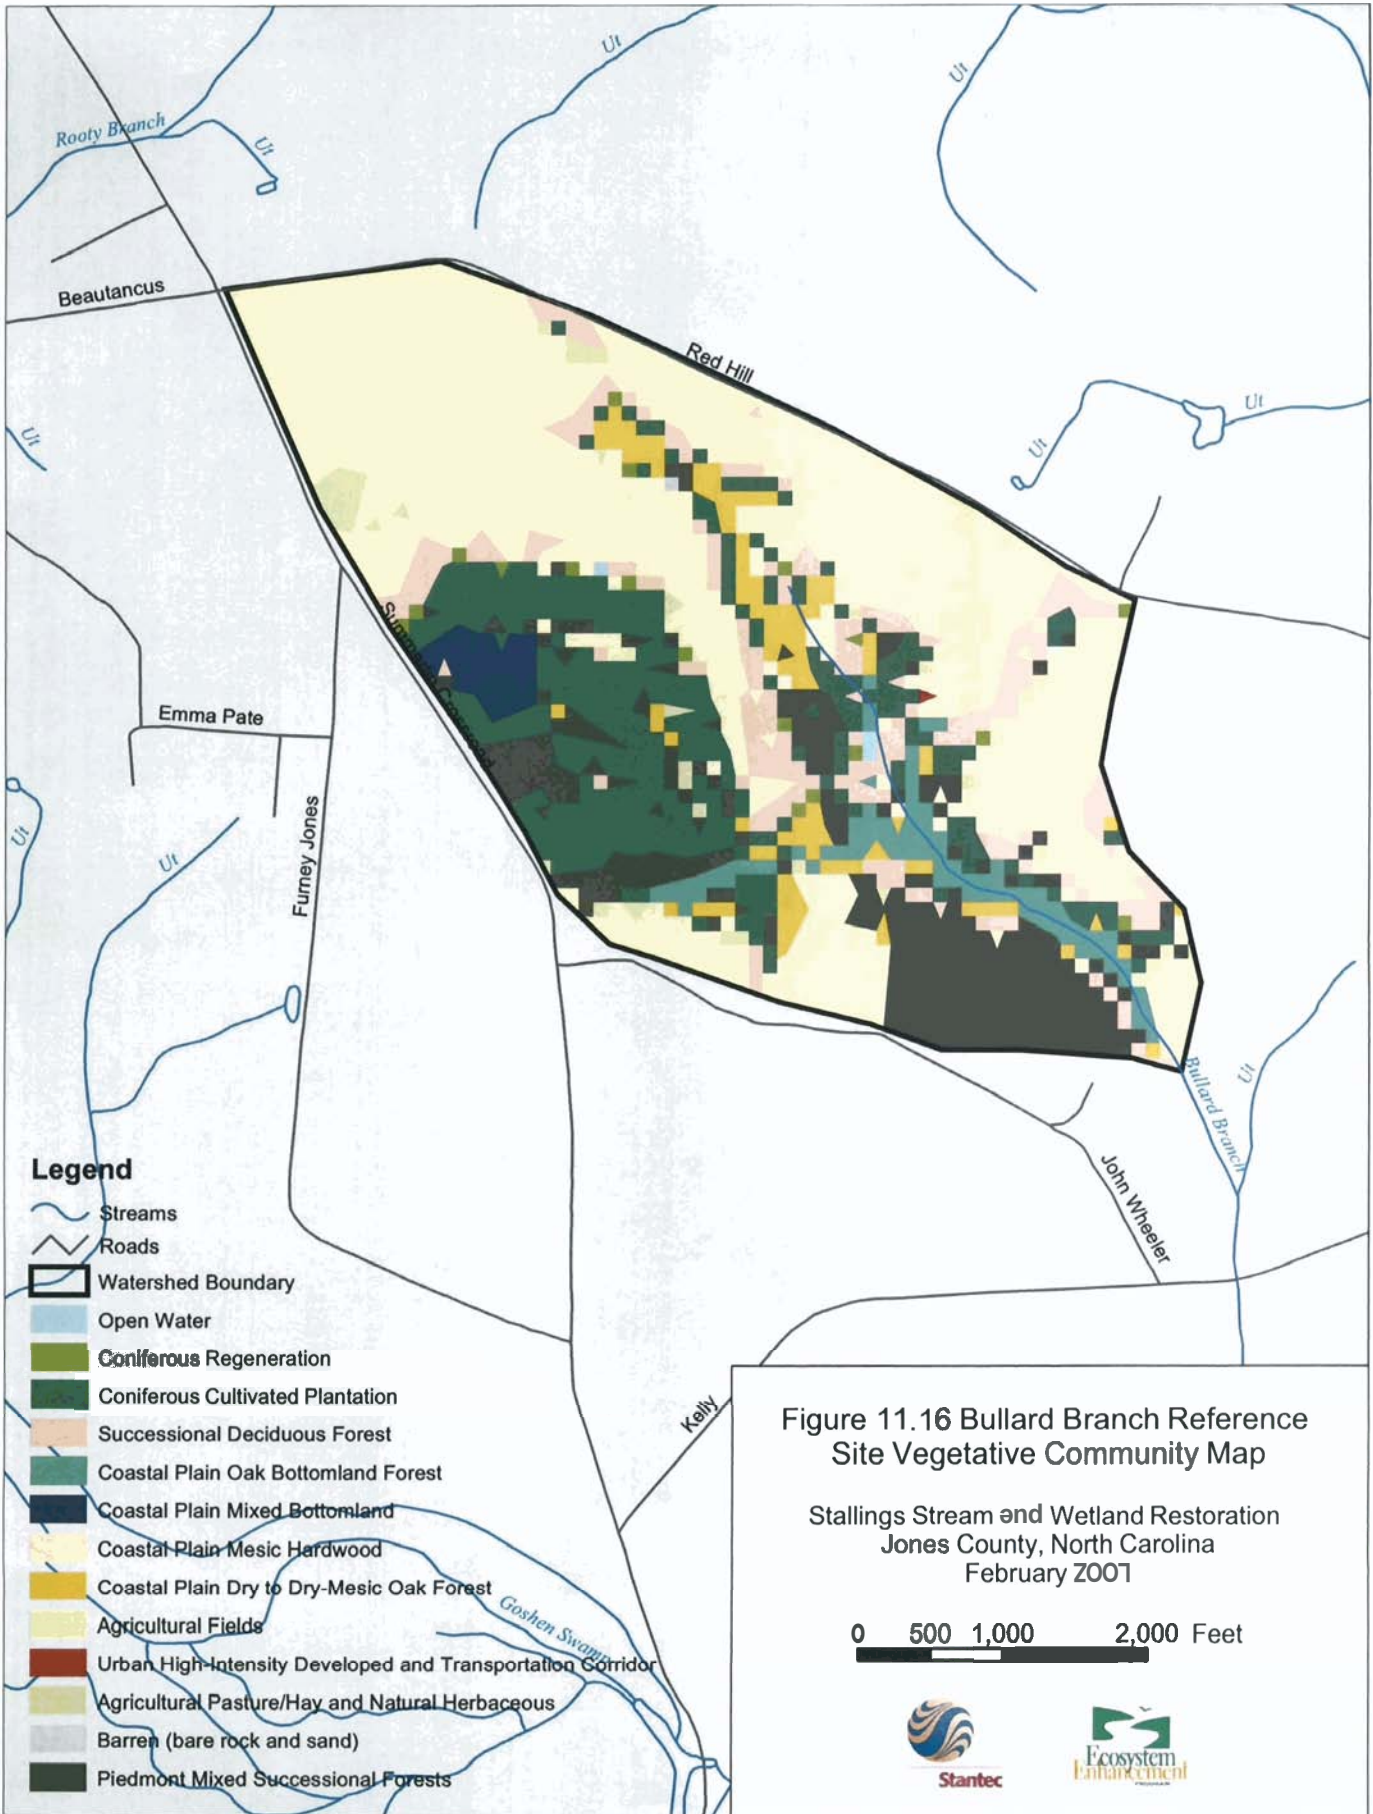 Ut
Ut
Rooty Branch
Ut
Beautancus
Red Hill
Ut
Ut
Ut
Emma Pate
Furney Jones
Ut
Ut
Bullard Branch
Ut
John Wheeler
Kelly
Goshen Swamp
Legend
Streams
Roads
Watershed Boundary
Open Water
Coniferous Regeneration
Coniferous Cultivated Plantation
Successional Deciduous Forest
Coastal Plain Oak Bottomland Forest
Coastal Plain Mixed Bottomland
Coastal Plain Mesic Hardwood
Coastal Plain Dry to Dry-Mesic Oak Forest
Agricultural Fields
Urban High-Intensity Developed and Transportation Corridor
Agricultural Pasture/Hay and Natural Herbaceous
Barren (bare rock and sand)
Piedmont Mixed Successional Forests
Figure 11.16 Bullard Branch Reference
Site Vegetative Community Map
Stallings Stream and Wetland Restoration
Jones County, North Carolina
February 2007
0 500 1,000 2,000 Feet
Stantec
Ecosystem
Enhancement
PROGRAM